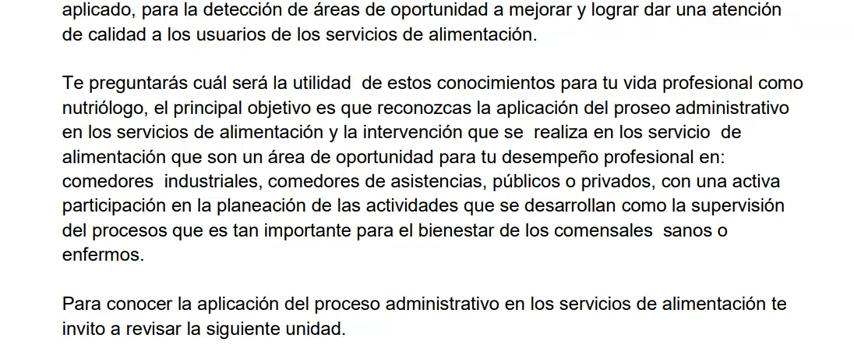 aplicado, para la detección de áreas de oportunidad a mejorar y lograr dar una atención
de calidad a los usuarios de los servicios de alimentación.
Te preguntarás cuál será la utilidad  de estos conocimientos para tu vida profesional como
nutriólogo, el principal objetivo es que reconozcas la aplicación del proseo administrativo
en los servicios de alimentación y la intervención que se  realiza en los servicio  de
alimentación que son un área de oportunidad para tu desempeño profesional en:
comedores  industriales, comedores de asistencias, públicos o privados, con una activa
participación en la planeación de las actividades que se desarrollan como la supervisión
del procesos que es tan importante para el bienestar de los comensales  sanos o
enfermos.
Para conocer la aplicación del proceso administrativo en los servicios de alimentación te
invito a revisar la siguiente unidad.